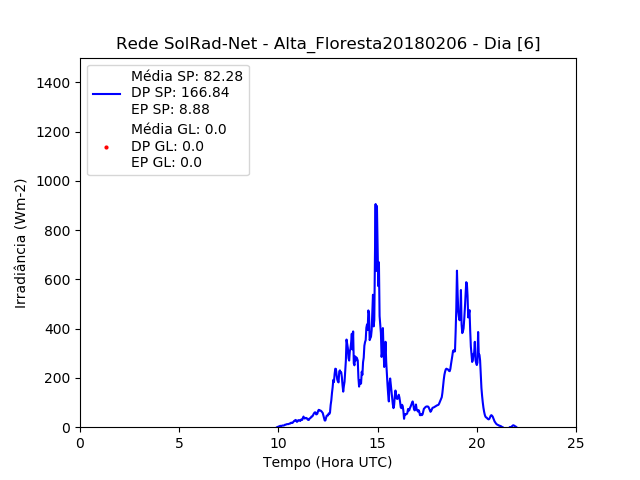 Rede SolRad-Net - Alta_Floresta20180206 - Dia [6]
Média SP: 82.28
DP SP: 166.84
EP SP: 8.88
Média GL: 0.0
DP GL: 0.0
EP GL: 0.0
Irradiância (Wm-2)
1400
1200
1000
800
600
400
200
0
0 5 10 15 20 25
Tempo (Hora UTC)